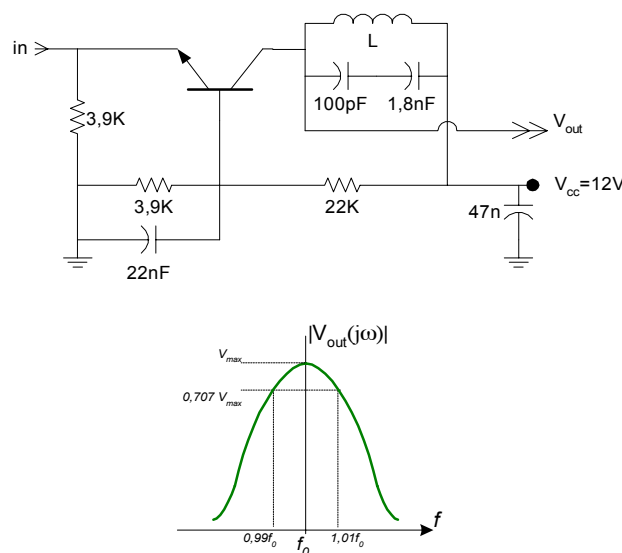 in
L
100pF 1,8nF
3,9K
V_out
3,9K
22K
V_cc=12V
47n
22nF
|V_out(jω)|
V_max
0,707 V_max
f
0,99f_0
f_0
1,01f_0